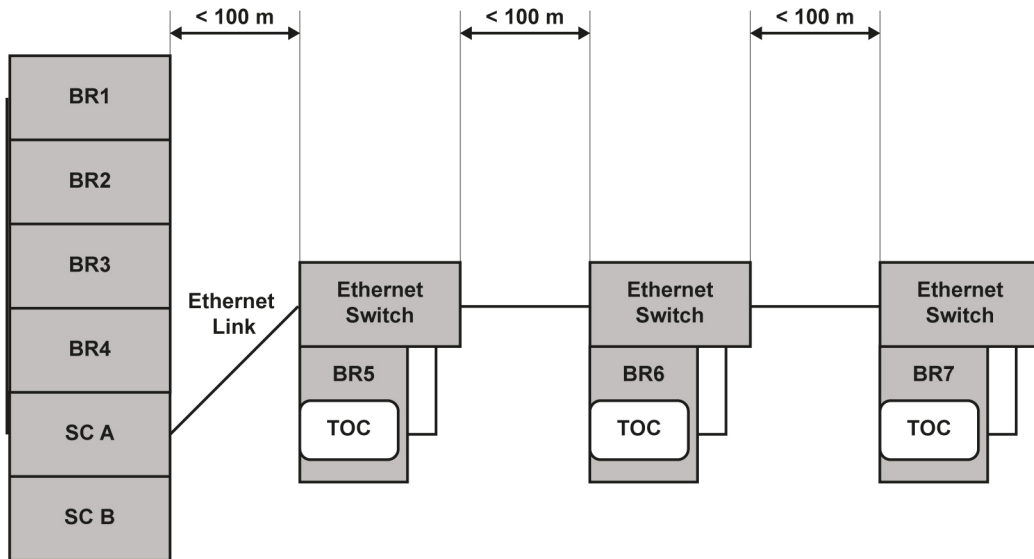 < 100 m
< 100 m
< 100 m
BR1
BR2
BR3
BR4
SC A
SC B
Ethernet
Link
Ethernet
Switch
BR5
TOC
Ethernet
Switch
BR6
TOC
Ethernet
Switch
BR7
TOC